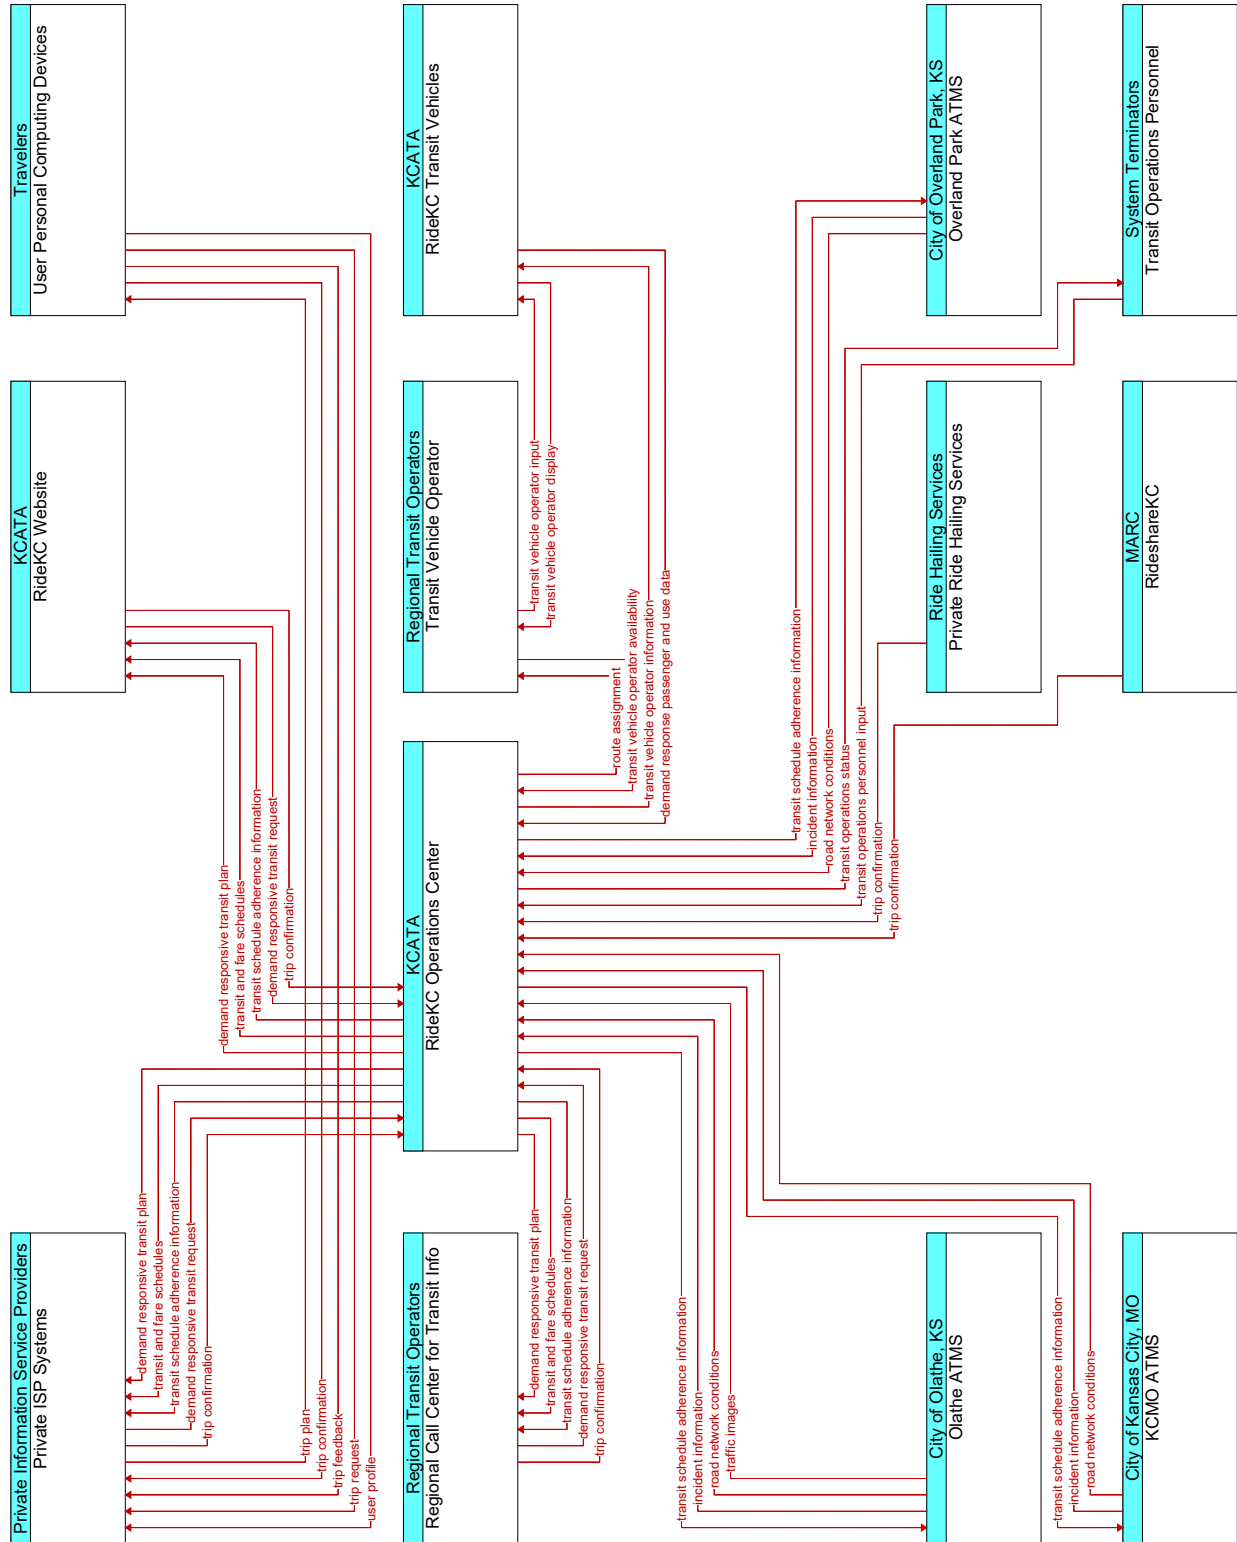 Private Information Service Providers
Private ISP Systems
KCATA
RideKC Website
Travelers
User Personal Computing Devices
demand responsive transit plan
transit and fare schedules
transit schedule adherence information
demand responsive transit request
trip confirmation
trip plan
trip confirmation
trip feedback
trip request
user profile
demand responsive transit plan
transit and fare schedules
transit schedule adherence information
demand responsive transit request
trip confirmation
Regional Transit Operators
Regional Call Center for Transit Info
KCATA
RideKC Operations Center
Regional Transit Operators
Transit Vehicle Operator
KCATA
RideKC Transit Vehicles
demand responsive transit plan
transit and fare schedules
transit schedule adherence information
demand responsive transit request
trip confirmation
transit vehicle operator input
transit vehicle operator display
route assignment
transit vehicle operator availability
transit vehicle operator information
demand response passenger and use data
transit schedule adherence information
incident information
road network conditions
traffic images
transit schedule adherence information
incident information
road network conditions
transit operations status
transit operations personnel input
trip confirmation
trip confirmation
City of Olathe, KS
Olathe ATMS
Ride Hailing Services
Private Ride Hailing Services
City of Overland Park, KS
Overland Park ATMS
transit schedule adherence information
incident information
road network conditions
City of Kansas City, MO
KCMO ATMS
MARC
RideshareKC
System Terminators
Transit Operations Personnel